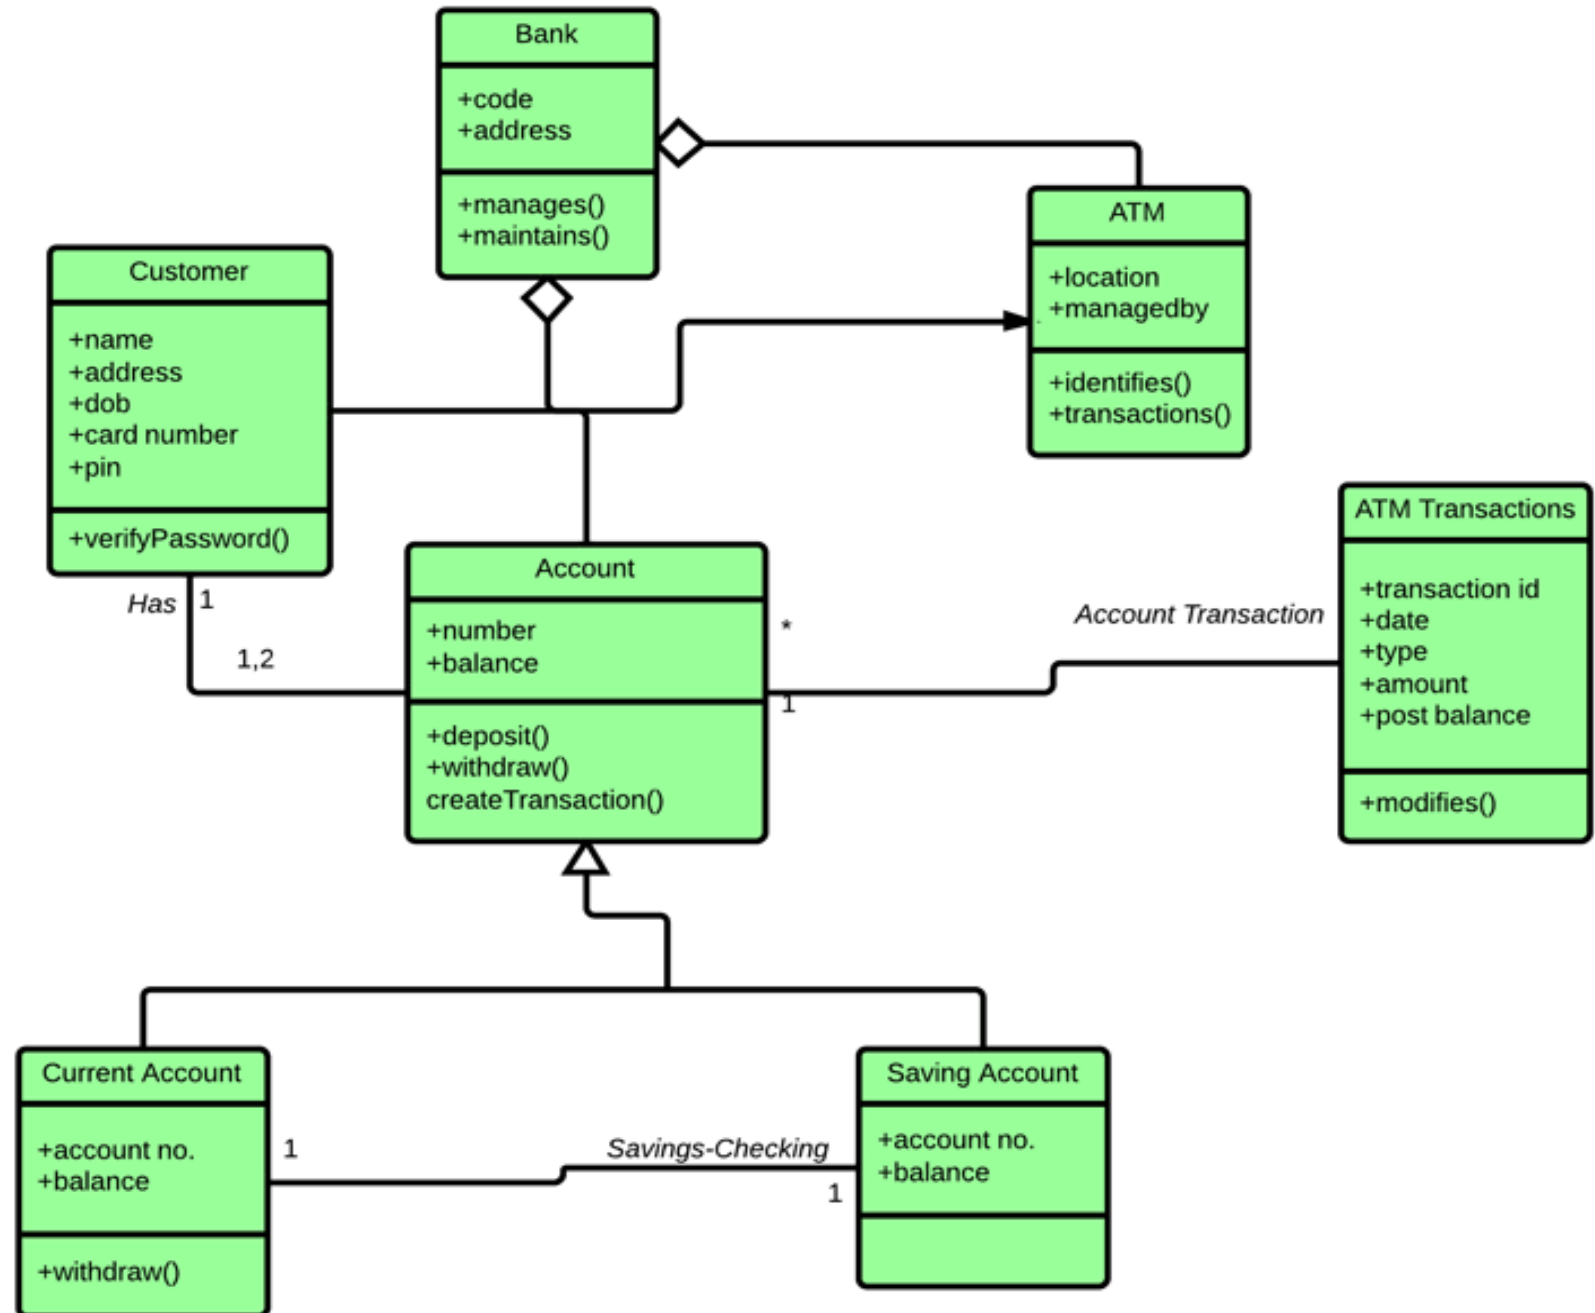 Bank
+code
+address
+manages()
+maintains()
ATM
+location
+managedby
+identifies()
+transactions()
Customer
+name
+address
+dob
+card number
+pin
+verifyPassword()
Has
1
1,2
Account
+number
+balance
+deposit()
+withdraw()
createTransaction()
*
1
Account Transaction
ATM Transactions
+transaction id
+date
+type
+amount
+post balance
+modifies()
Current Account
+account no.
+balance
+withdraw()
1
Savings-Checking
1
Saving Account
+account no.
+balance